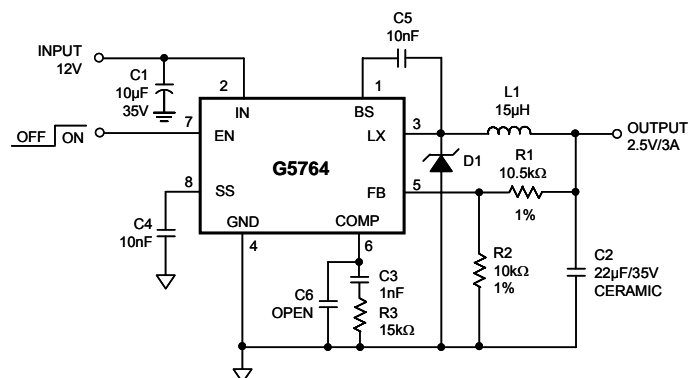 C5
10nF
INPUT
12V
C1
10µF
35V
2
1
L1
15µH
IN
BS
7
3
OUTPUT
2.5V/3A
OFF
ON
EN
LX
D1
R1
10.5kΩ
G5764
8
5
SS
FB
1%
C4
10nF
GND
COMP
4
6
R2
10kΩ
1%
C2
22µF/35V
CERAMIC
C3
1nF
C6
OPEN
R3
15kΩ